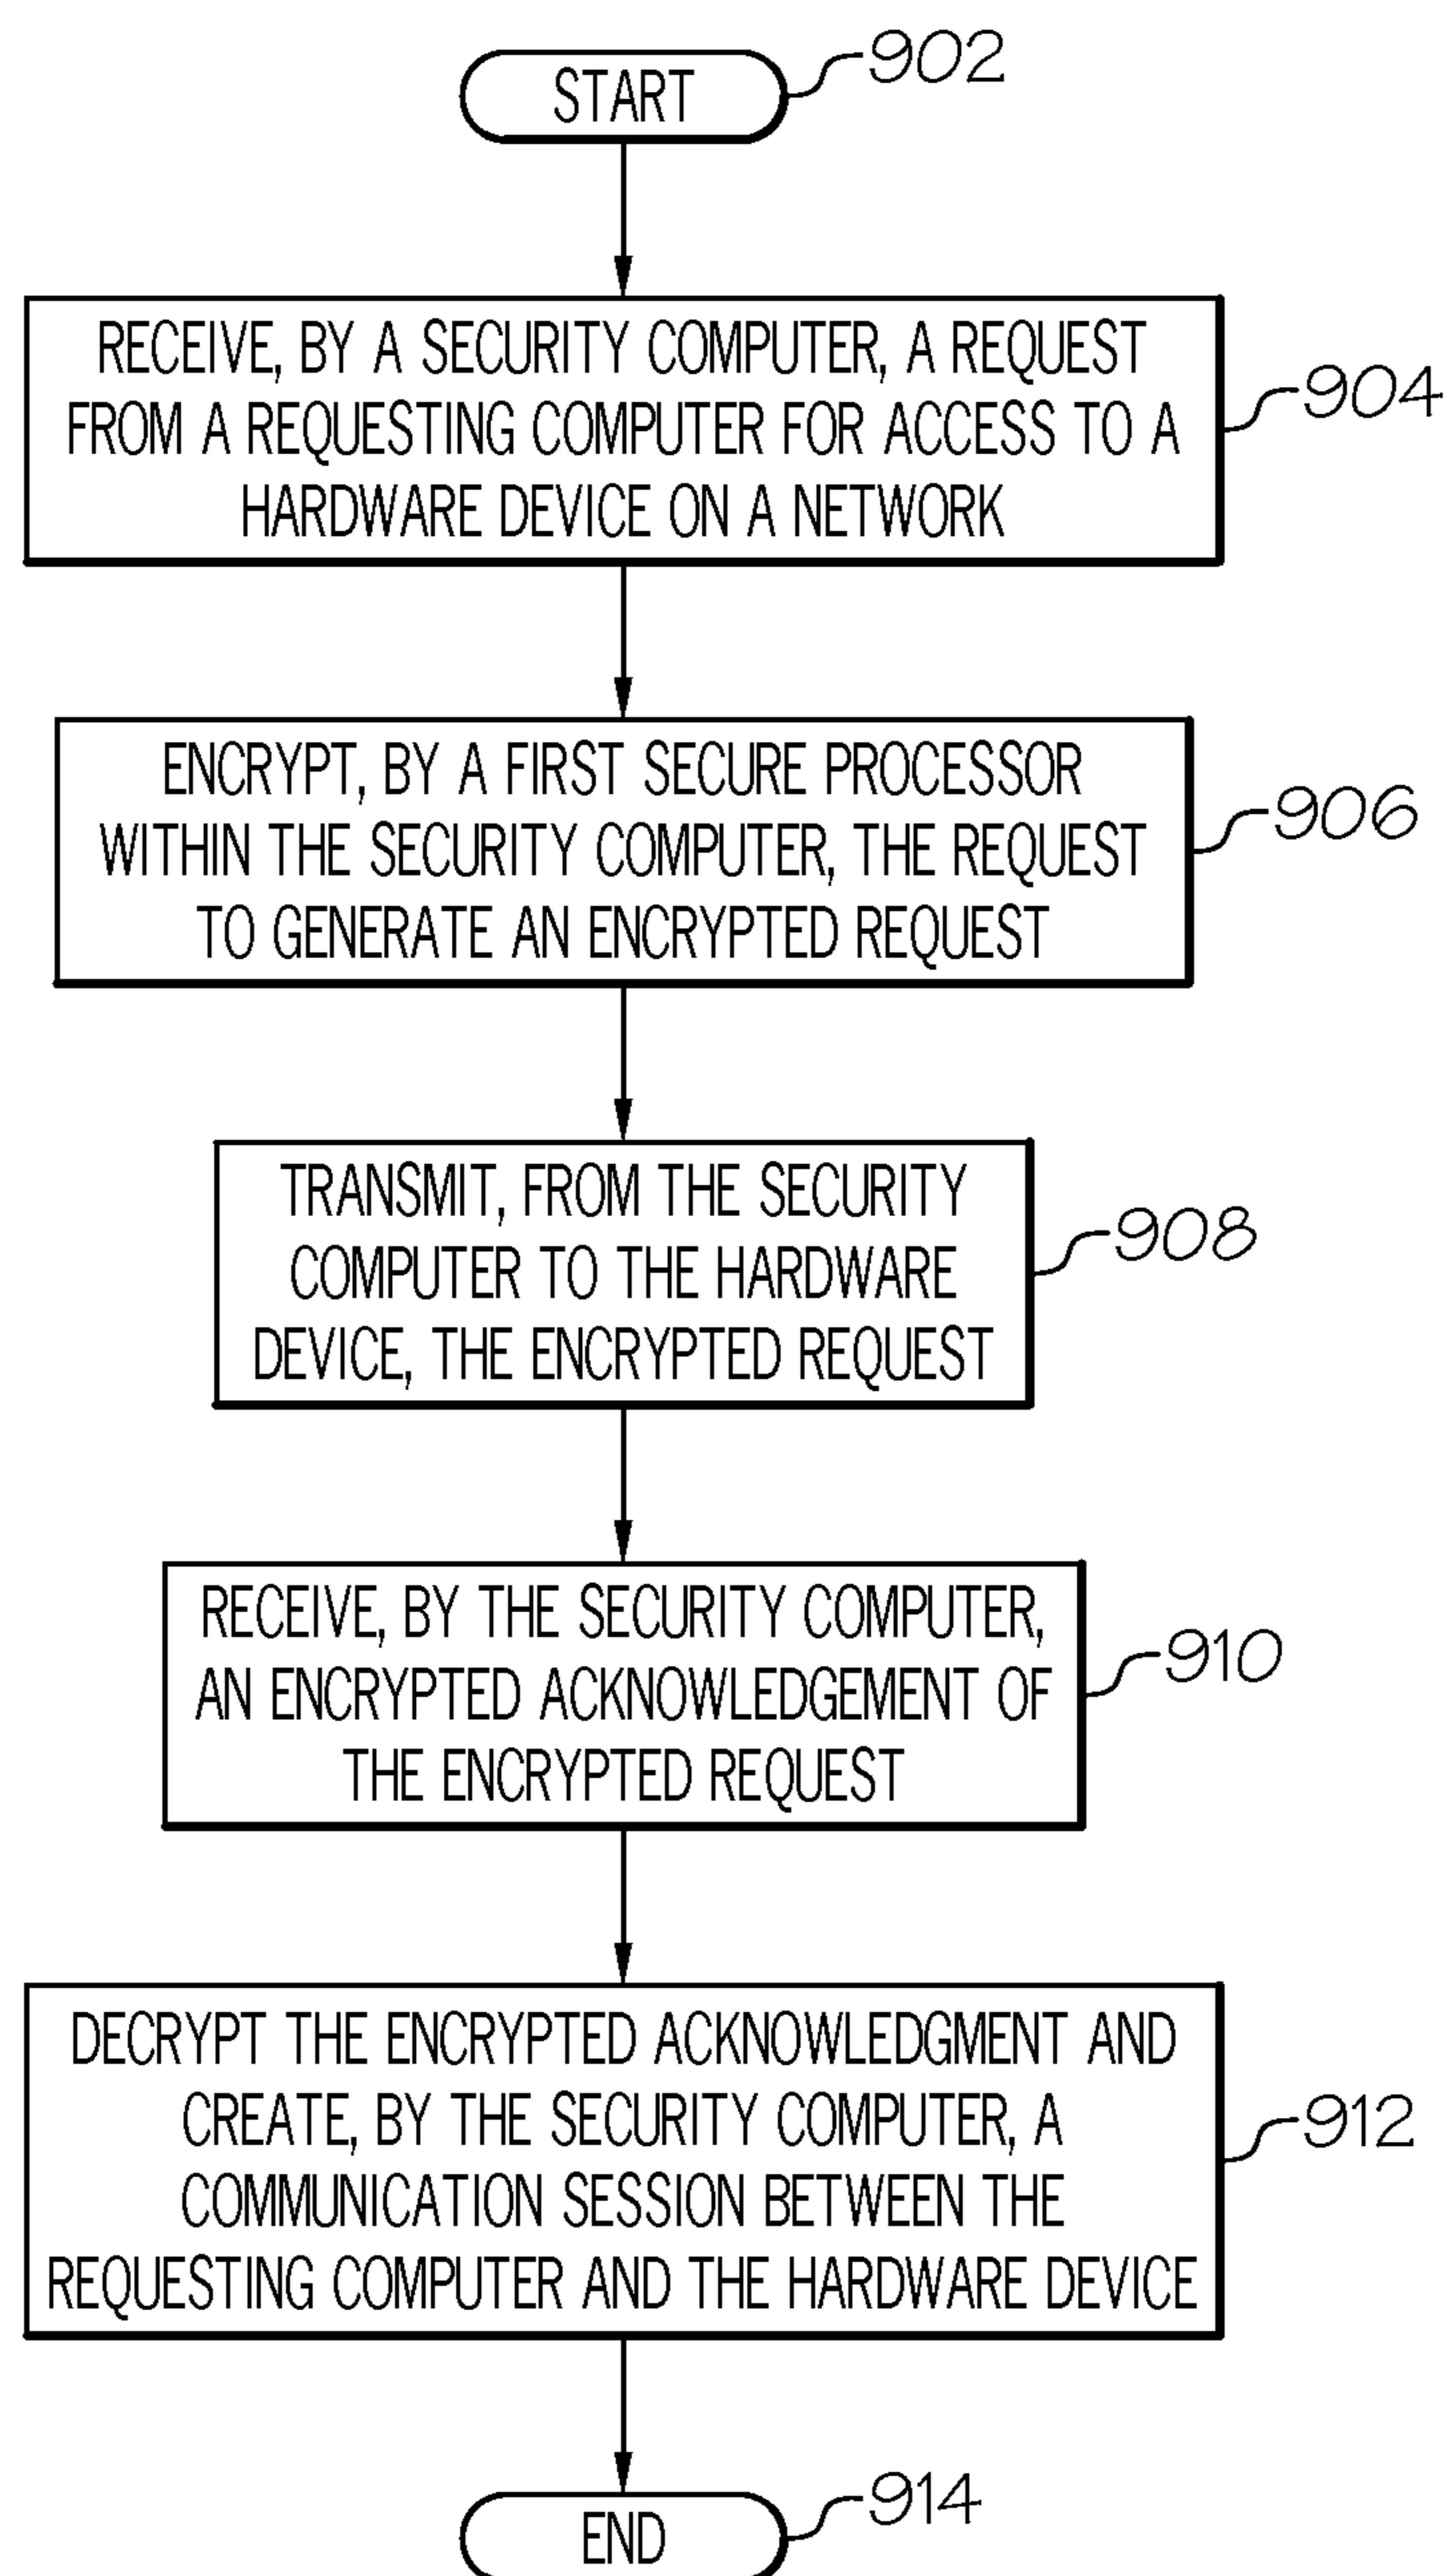 START
902
RECEIVE, BY A SECURITY COMPUTER, A REQUEST
FROM A REQUESTING COMPUTER FOR ACCESS TO A
HARDWARE DEVICE ON A NETWORK
904
ENCRYPT, BY A FIRST SECURE PROCESSOR
WITHIN THE SECURITY COMPUTER, THE REQUEST
TO GENERATE AN ENCRYPTED REQUEST
906
TRANSMIT, FROM THE SECURITY
COMPUTER TO THE HARDWARE
DEVICE, THE ENCRYPTED REQUEST
908
RECEIVE, BY THE SECURITY COMPUTER,
AN ENCRYPTED ACKNOWLEDGEMENT OF
THE ENCRYPTED REQUEST
910
DECRYPT THE ENCRYPTED ACKNOWLEDGMENT AND
CREATE, BY THE SECURITY COMPUTER, A
COMMUNICATION SESSION BETWEEN THE
REQUESTING COMPUTER AND THE HARDWARE DEVICE
912
END
914